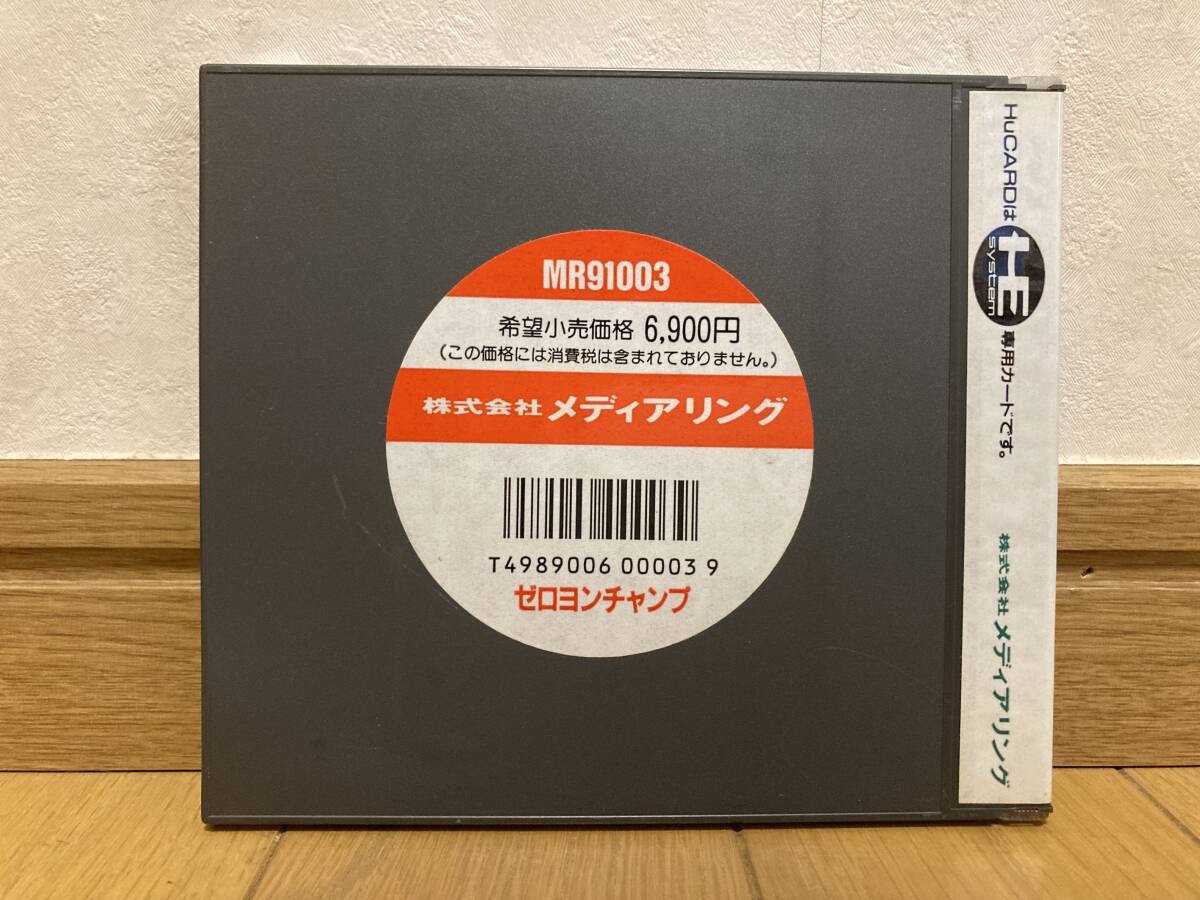 MR91003
希望小売価格 6,900円
(この価格には消費税は含まれておりません。)
株式会社 メディアリング
T4989006 00003 9
ゼロヨンチャンプ
HuCARDは HE system 専用カードです。
株式会社 メディアリング